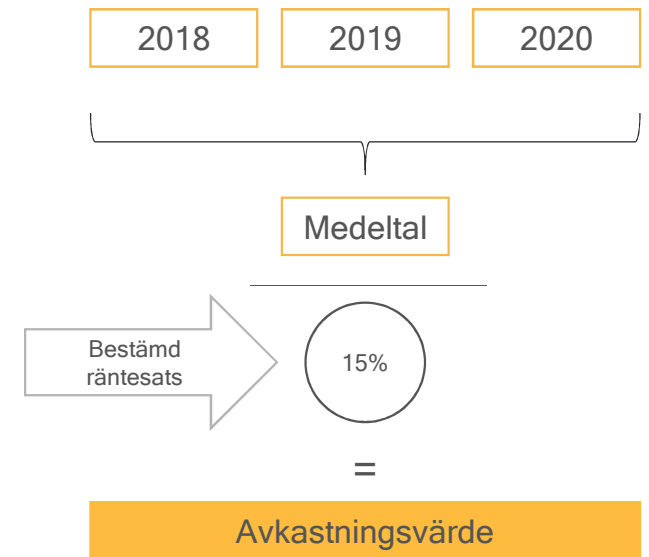 2018 2019 2020
Medeltal
Bestämd
räntesats
15%
=
Avkastningsvärde